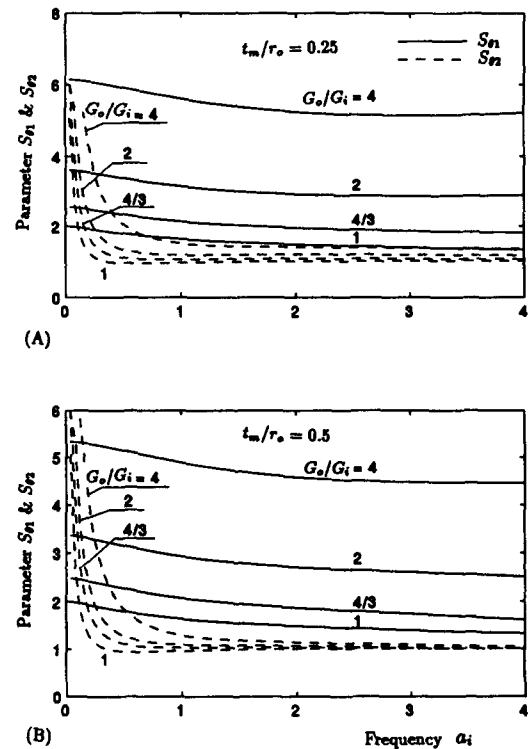 8
t_m/r_o = 0.25
S_θ1
S_θ2
G_o/G_i = 4
G_o/G_i = 4
6
2
4
2
4/3
4/3
2
1
1
0
0 1 2 3 4
Parameter S_θ1 & S_θ2
(A)
6
t_m/r_o = 0.5
5
G_o/G_i = 4
G_o/G_i = 4
4
2
4/3
3
2
2
4/3
1
1
1
0
0 1 2 3 4
Parameter S_θ1 & S_θ2
(B)
Frequency a_i